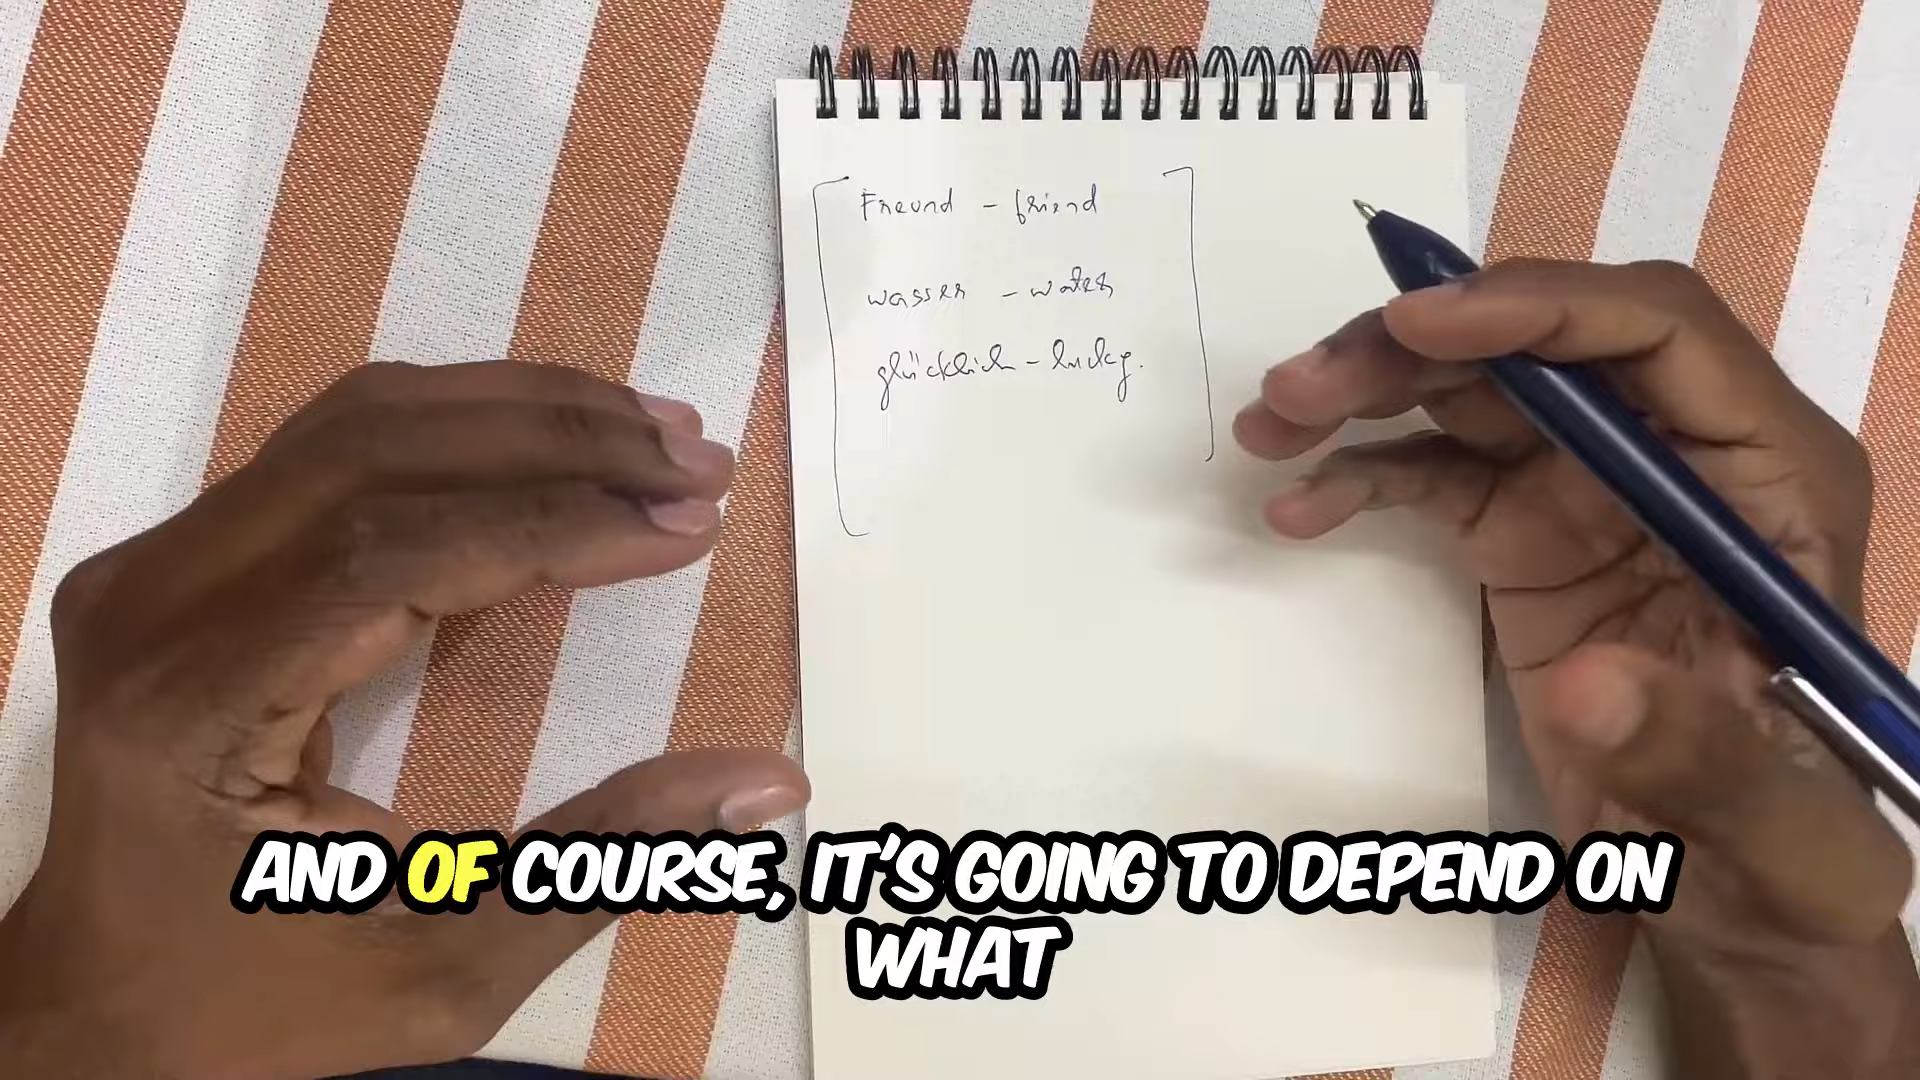 Freund - friend
wasser - water
glücklich - lucky.
AND OF COURSE, IT'S GOING TO DEPEND ON
WHAT